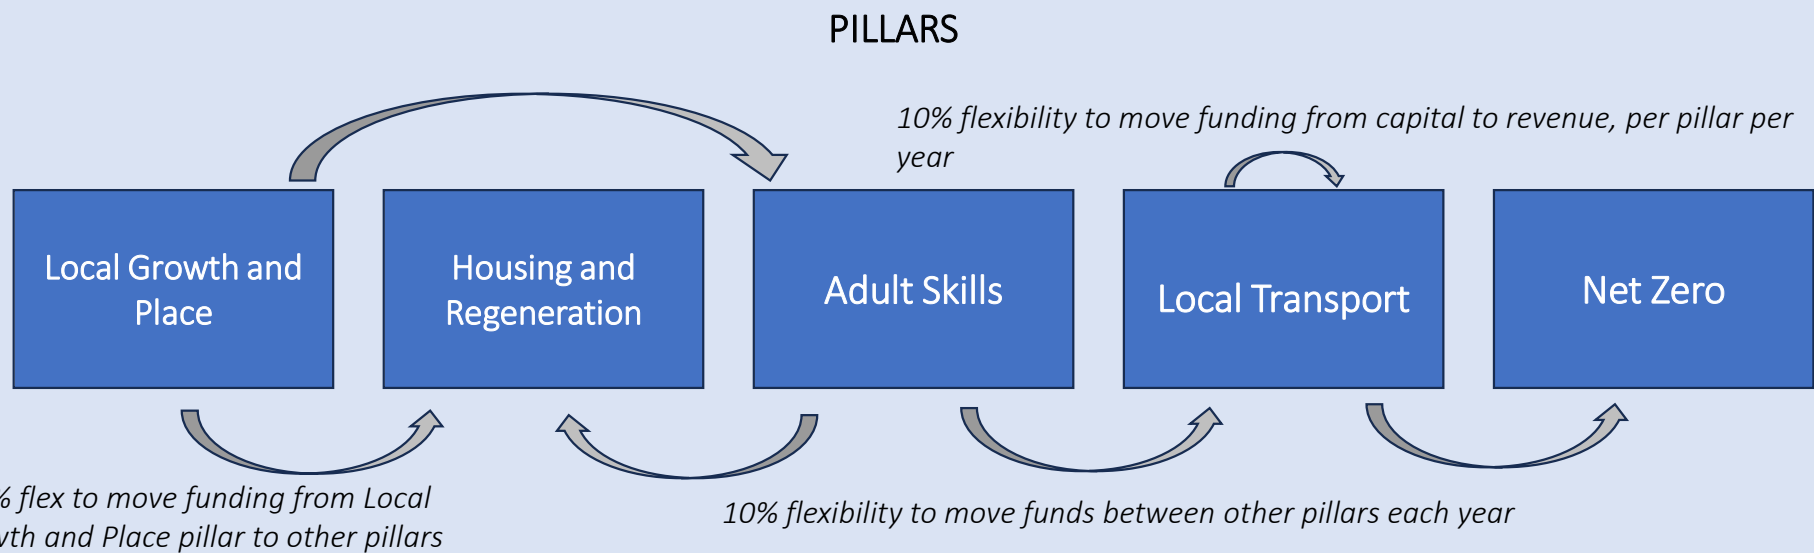 PILLARS
10% flexibility to move funding from capital to revenue, per pillar per
year
Local Growth and
Place
Housing and
Regeneration
Adult Skills
Local Transport
Net Zero
% flex to move funding from Local
and Place pillar to other pillars
10% flexibility to move funds between other pillars each year